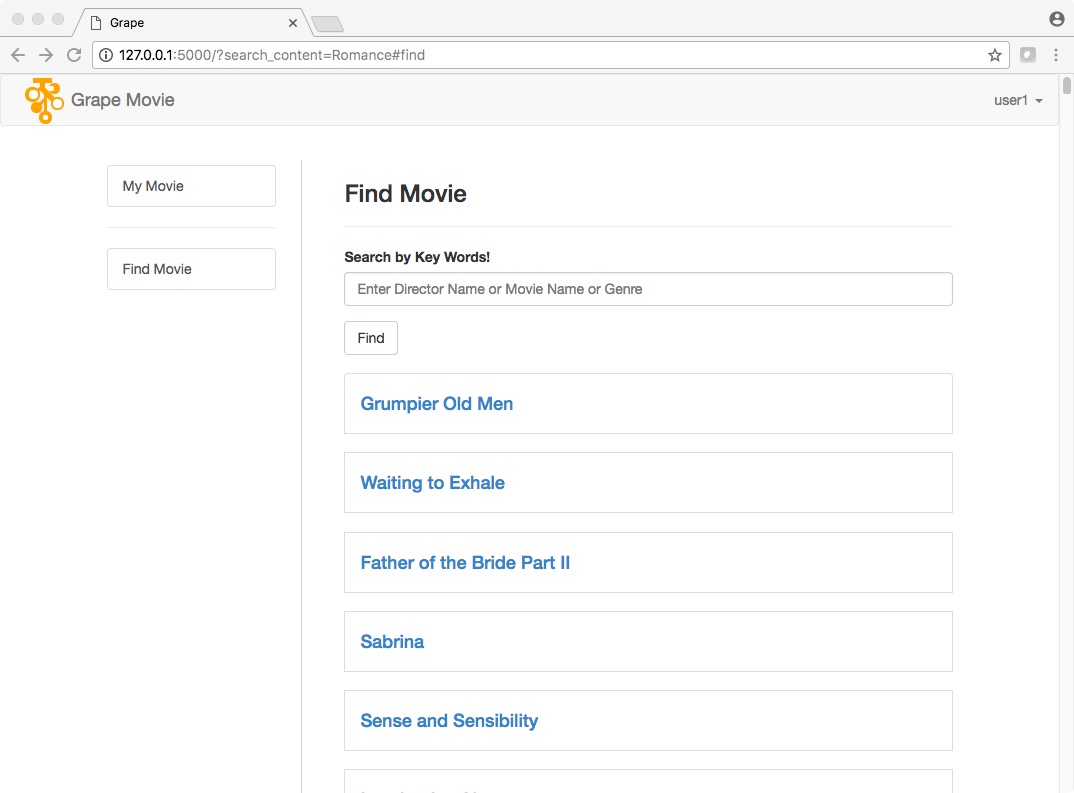 Grape
127.0.0.1:5000/?search_content=Romance#find
Grape Movie
user1
My Movie
Find Movie
Find Movie
Search by Key Words!
Enter Director Name or Movie Name or Genre
Find
Grumpier Old Men
Waiting to Exhale
Father of the Bride Part II
Sabrina
Sense and Sensibility